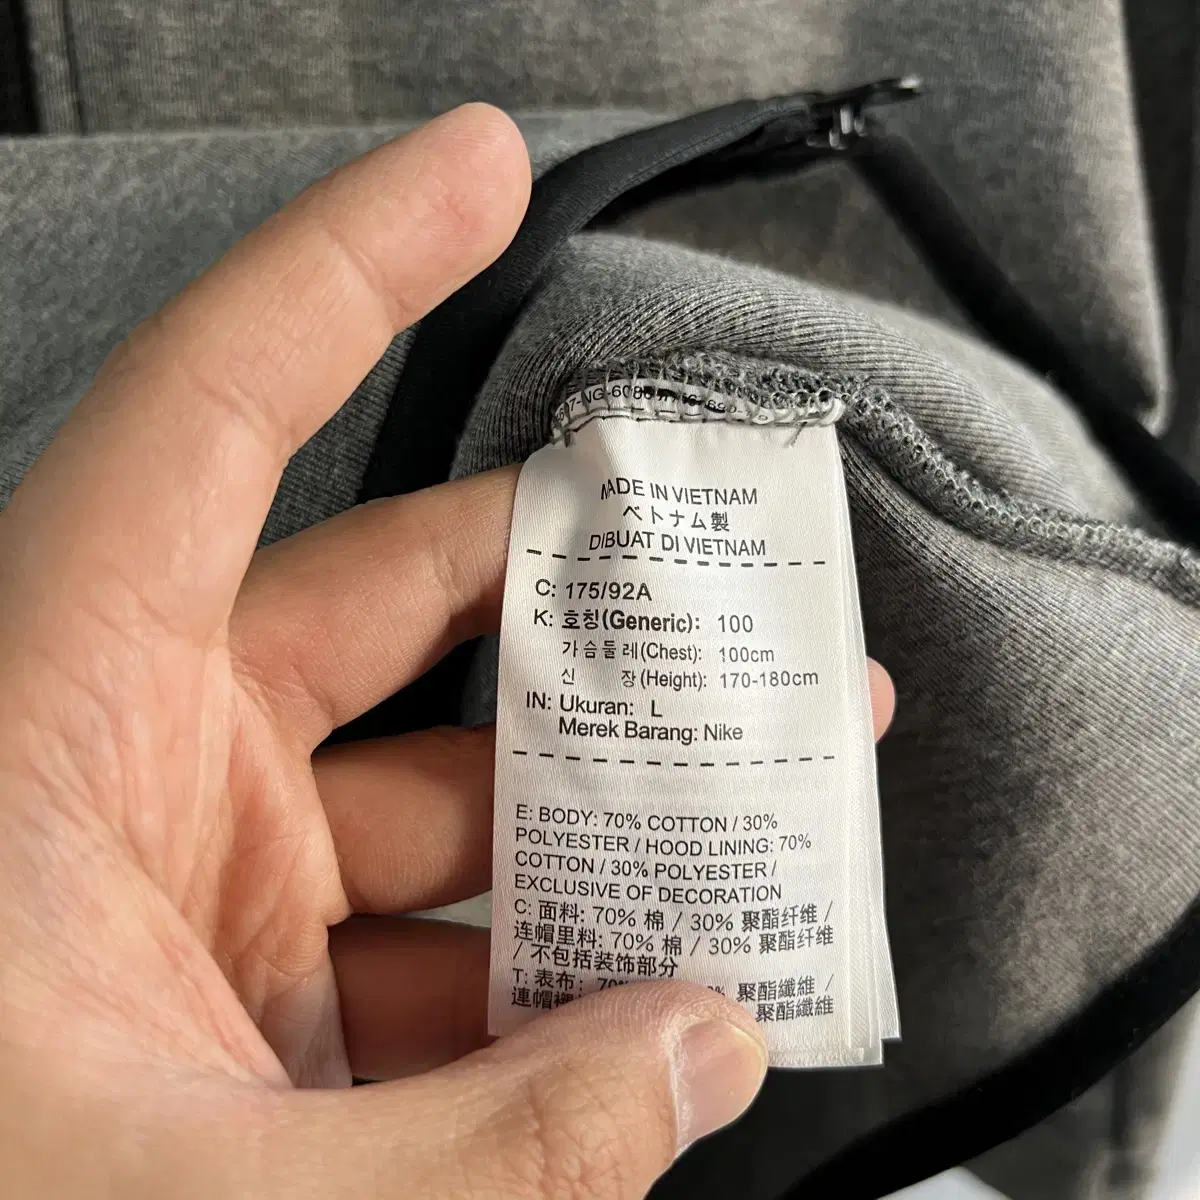 MADE IN VIETNAM
ベトナム製
DIBUAT DI VIETNAM
C: 175/92A
K: 호칭(Generic): 100
가슴둘레(Chest): 100cm
신 장(Height): 170-180cm
IN: Ukuran: L
Merek Barang: Nike
E: BODY: 70% COTTON / 30%
POLYESTER / HOOD LINING: 70%
COTTON / 30% POLYESTER /
EXCLUSIVE OF DECORATION
C: 面料: 70% 棉 / 30% 聚酯纤维 /
连帽里料: 70% 棉 / 30% 聚酯纤维
/ 不包括装饰部分
T: 表布: 聚酯纖維 /
連帽 聚酯纖維